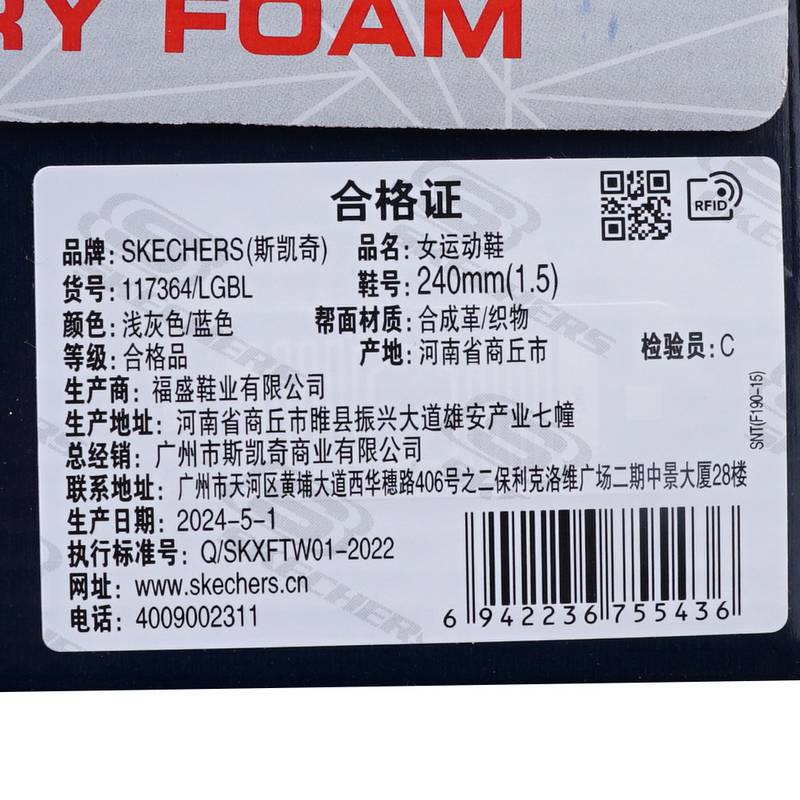 RY FOAM
合格证
RFID
品牌: SKECHERS(斯凯奇) 品名: 女运动鞋
货号: 117364/LGBL 鞋号: 240mm(1.5)
颜色: 浅灰色/蓝色 帮面材质: 合成革/织物
等级: 合格品 产地: 河南省商丘市 检验员: C
生产商: 福盛鞋业有限公司
生产地址: 河南省商丘市睢县振兴大道雄安产业七幢
总经销: 广州市斯凯奇商业有限公司
联系地址: 广州市天河区黄埔大道西华穗路406号之二保利克洛维广场二期中景大厦28楼
生产日期: 2024-5-1
执行标准号: Q/SKXFTW01-2022
网址: www.skechers.cn
电话: 4009002311
6 942236 755436
SNT(F190-15)
SKECHERS
SKECHERS
SKECHERS
SKECHERS